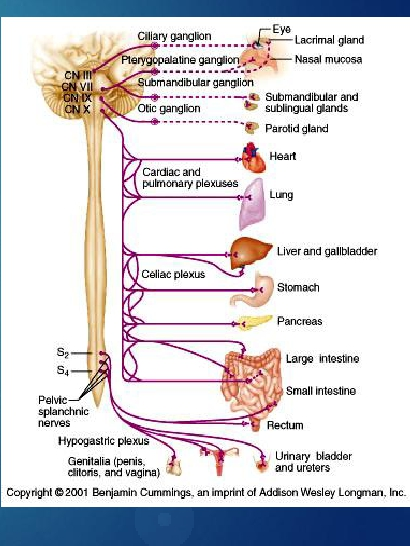 Ciliary ganglion
Eye
Lacrimal gland
Pterygopalatine ganglion
Nasal mucosa
CN III
CN VII
CN IX
CN X
Submandibular ganglion
Submandibular and
sublingual glands
Otic ganglion
Parotid gland
Heart
Cardiac and
pulmonary plexuses
Lung
Liver and gallbladder
Celiac plexus
Stomach
Pancreas
S2
S4
Large intestine
Small intestine
Pelvic
splanchnic
nerves
Rectum
Hypogastric plexus
Genitalia (penis,
clitoris, and vagina)
Urinary bladder
and ureters
Copyright © 2001 Benjamin Cummings, an imprint of Addison Wesley Longman, Inc.